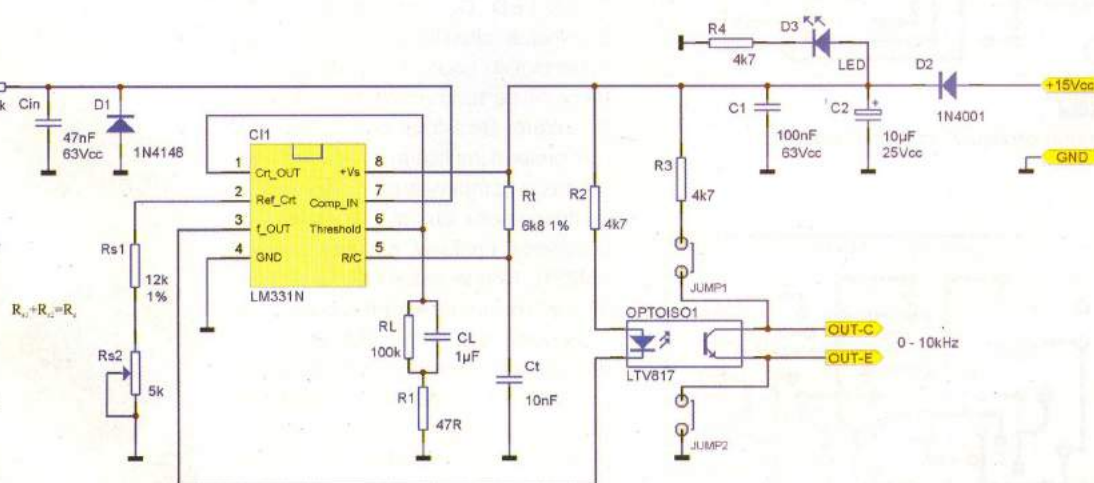 R4
4k7
D3
LED
D2
1N4001
+15Vcc
GND
k
Cin
47nF
63Vcc
D1
1N4148
C1
100nF
63Vcc
C2
+
10µF
25Vcc
CI1
1
Crt_OUT
+Vs
8
2
Ref_Crt
Comp_IN
7
3
f_OUT
Threshold
6
4
GND
R/C
5
LM331N
Rt
6k8 1%
R2
4k7
R3
4k7
JUMP1
Rs1
12k
1%
Rs2
5k
RL
100k
CL
1µF
R1
47R
Ct
10nF
OPTOISO1
LTV817
OUT-C
OUT-E
0 - 10kHz
JUMP2